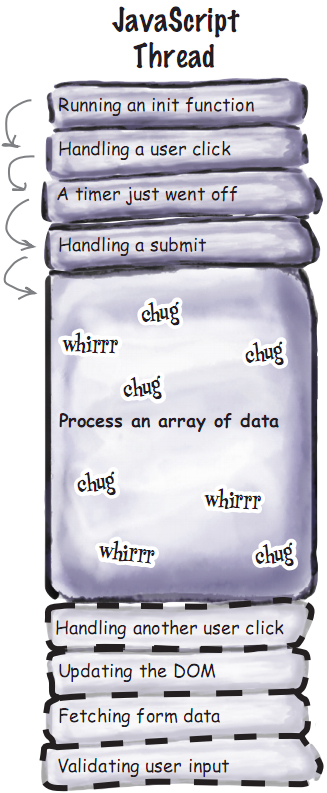 JavaScript
Thread
Running an init function
Handling a user click
A timer just went off
Handling a submit
chug
whirrr
chug
chug
Process an array of data
chug
whirrr
whirrr
chug
Handling another user click
Updating the DOM
Fetching form data
Validating user input